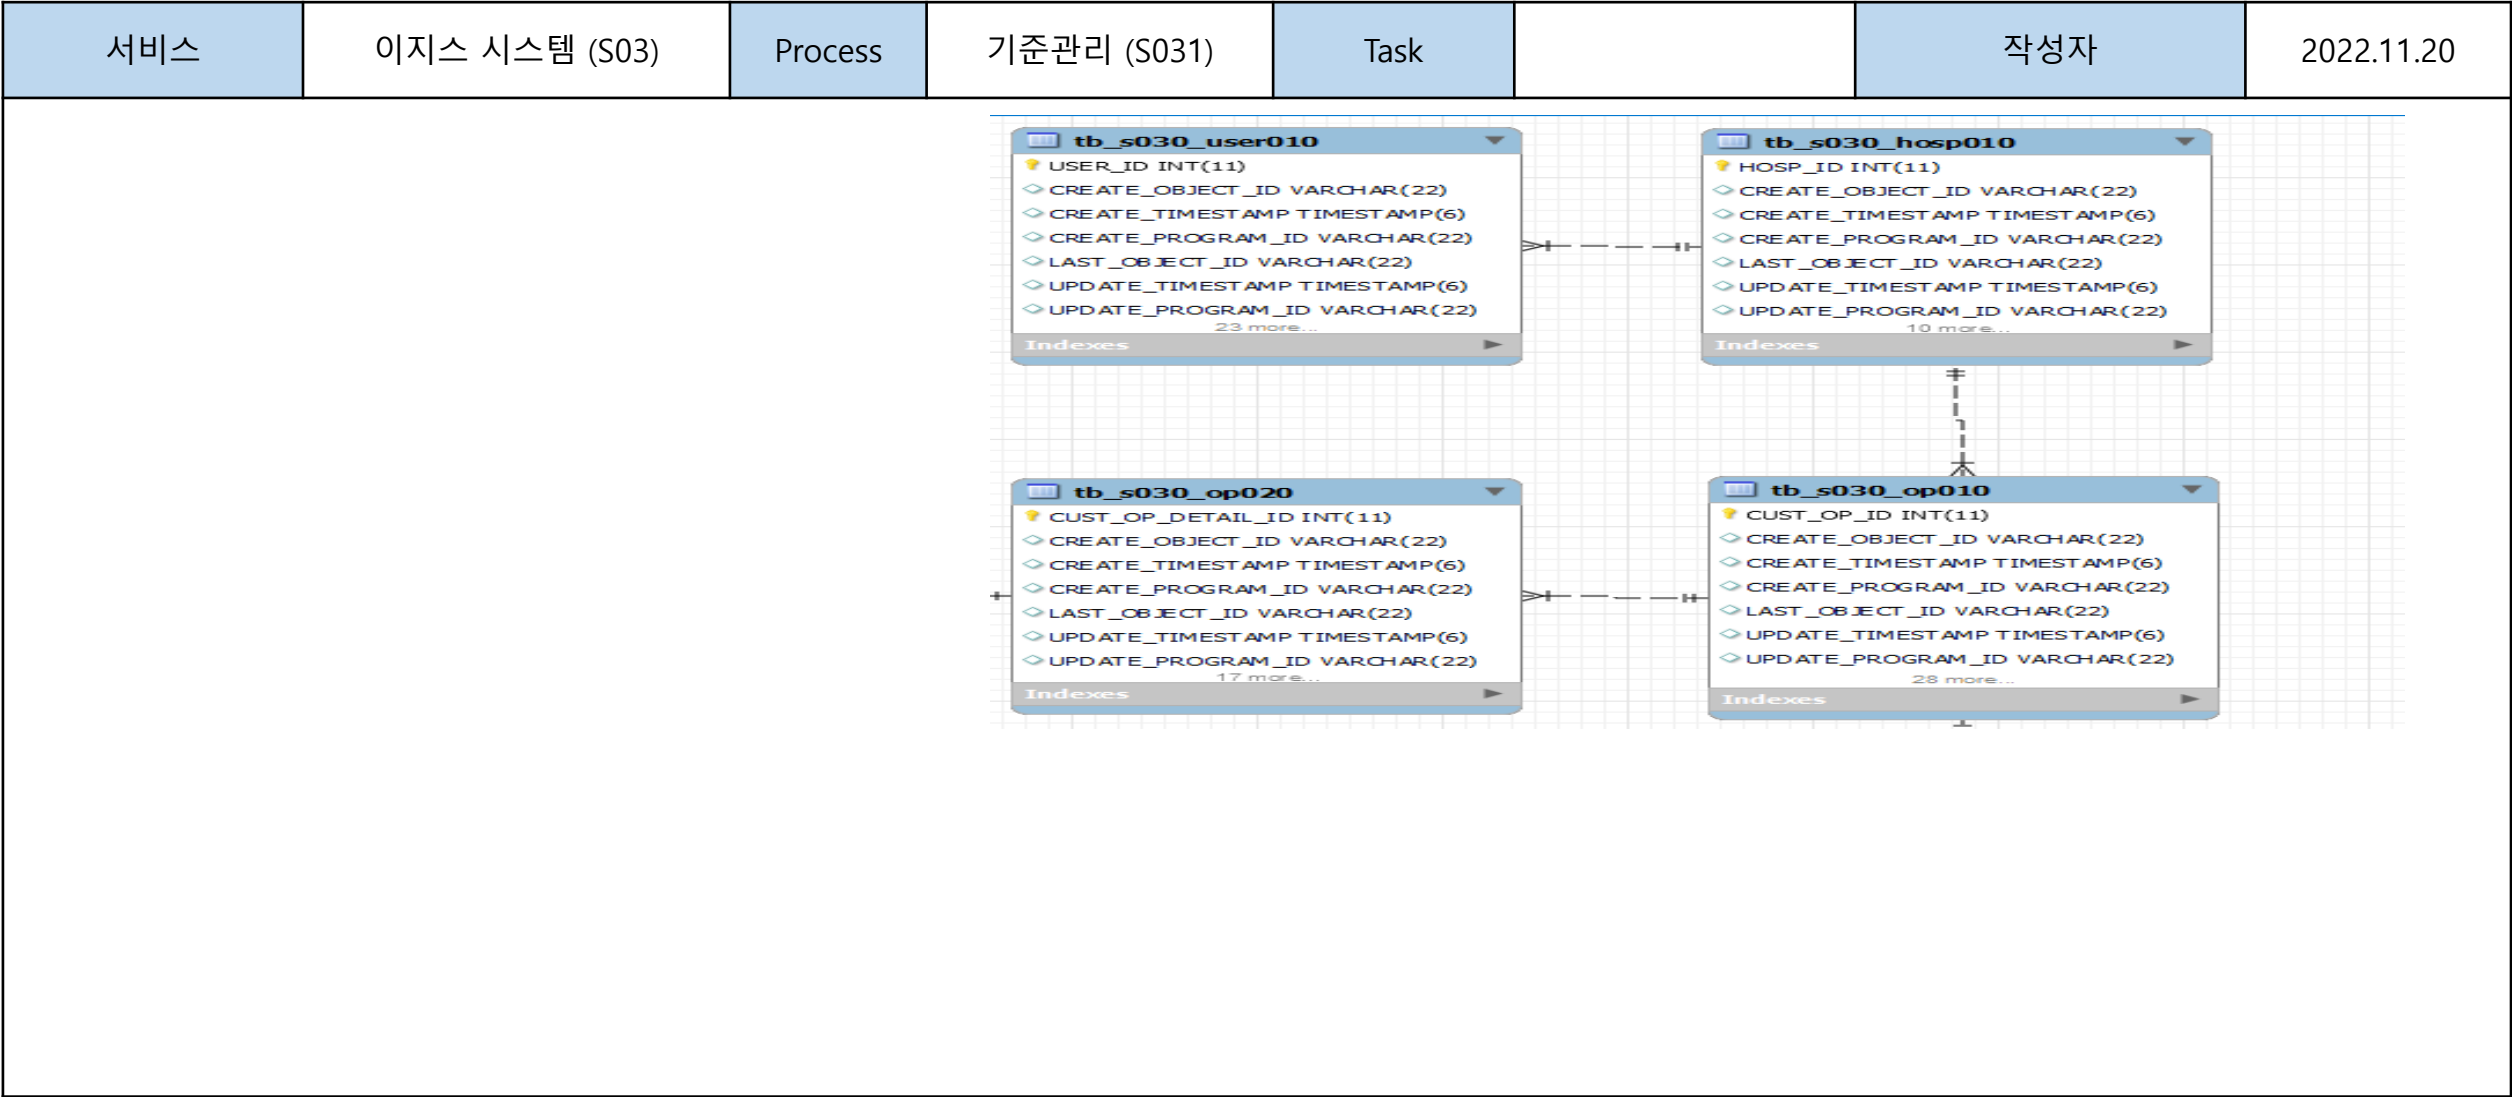 서비스 이지스 시스템 (S03) Process 기준관리 (S031) Task 작성자 2022.11.20
tb_s030_user010
USER_ID INT(11)
CREATE_OBJECT_ID VARCHAR(22)
CREATE_TIMESTAMP TIMESTAMP(6)
CREATE_PROGRAM_ID VARCHAR(22)
LAST_OBJECT_ID VARCHAR(22)
UPDATE_TIMESTAMP TIMESTAMP(6)
UPDATE_PROGRAM_ID VARCHAR(22)
23 more...
Indexes
tb_s030_hosp010
HOSP_ID INT(11)
CREATE_OBJECT_ID VARCHAR(22)
CREATE_TIMESTAMP TIMESTAMP(6)
CREATE_PROGRAM_ID VARCHAR(22)
LAST_OBJECT_ID VARCHAR(22)
UPDATE_TIMESTAMP TIMESTAMP(6)
UPDATE_PROGRAM_ID VARCHAR(22)
10 more...
Indexes
tb_s030_op020
CUST_OP_DETAIL_ID INT(11)
CREATE_OBJECT_ID VARCHAR(22)
CREATE_TIMESTAMP TIMESTAMP(6)
CREATE_PROGRAM_ID VARCHAR(22)
LAST_OBJECT_ID VARCHAR(22)
UPDATE_TIMESTAMP TIMESTAMP(6)
UPDATE_PROGRAM_ID VARCHAR(22)
17 more...
Indexes
tb_s030_op010
CUST_OP_ID INT(11)
CREATE_OBJECT_ID VARCHAR(22)
CREATE_TIMESTAMP TIMESTAMP(6)
CREATE_PROGRAM_ID VARCHAR(22)
LAST_OBJECT_ID VARCHAR(22)
UPDATE_TIMESTAMP TIMESTAMP(6)
UPDATE_PROGRAM_ID VARCHAR(22)
28 more...
Indexes